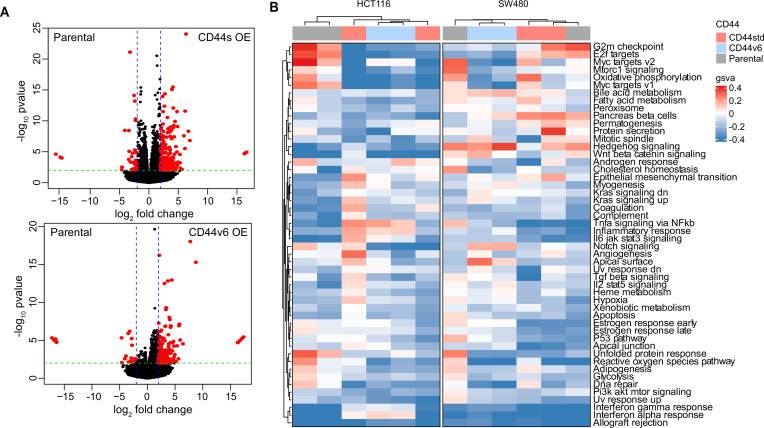 A
Parental
CD44s OE
25
20
15
10
5
0
-log10 pvalue
−15
−10
−5
0
5
10
15
log2 fold change
Parental
CD44v6 OE
20
15
10
5
0
-log10 pvalue
−15
−10
−5
0
5
10
15
log2 fold change
B
HCT116
SW480
G2m checkpoint
E2f targets
Myc targets v2
Mtorc1 signaling
Oxidative phosphorylation
Myc targets v1
Bile acid metabolism
Fatty acid metabolism
Peroxisome
Pancreas beta cells
Permatogenesis
Protein secretion
Mitotic spindle
Hedgehog signaling
Wnt beta catenin signaling
Androgen response
Cholesterol homeostasis
Epithelial mesenchymal transition
Myogenesis
Kras signaling dn
Kras signaling up
Coagulation
Complement
Tnfa signaling via NFkb
Inflammatory response
Il6 jak stat3 signaling
Notch signaling
Angiogenesis
Apical surface
Uv response dn
Tgf beta signaling
Il2 stat5 signaling
Heme metabolism
Hypoxia
Xenobiotic metabolism
Apoptosis
Estrogen response early
Estrogen response late
P53 pathway
Apical junction
Unfolded protein response
Reactive oxygen species pathway
Adipogenesis
Glycolysis
Dna repair
Pi3k akt mtor signaling
Uv response up
Interferon gamma response
Interferon alpha response
Allograft rejection
CD44
CD44std
CD44v6
Parental
gsva
0.4
0.2
0
−0.2
−0.4